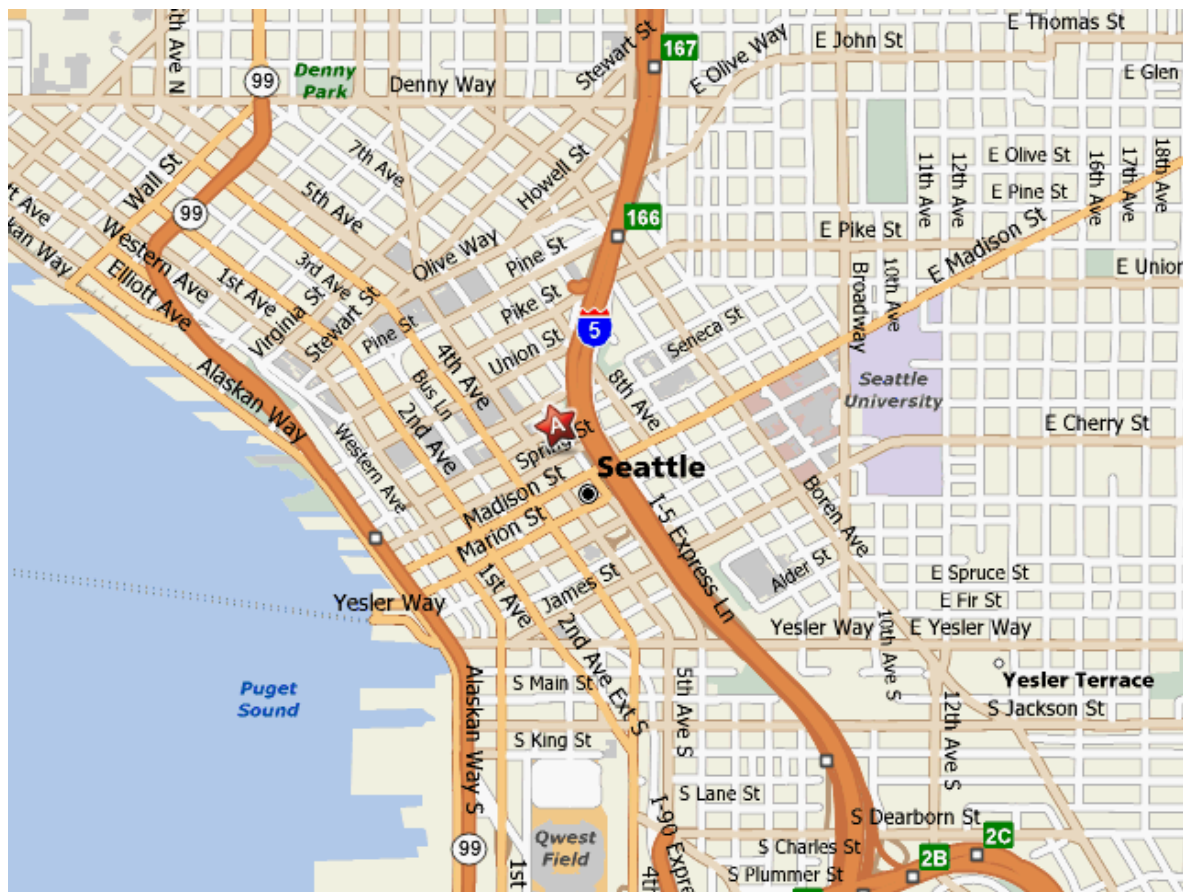 E Thomas St
Stewart St
167
E Olive Way
E John St
5th Ave N
99
Denny
Park
Denny Way
E Glen
7th Ave
Howell St
11th Ave
12th Ave
E Olive St
16th Ave
17th Ave
18th Ave
Wall St
5th Ave
E Pine St
99
166
E Pike St
E Madison St
Western Ave
3rd Ave
Olive Way
Pine St
E Union
Elliott Ave
1st Ave
Virginia St
Stewart St
Pine St
Pike St
5
Broadway
10th Ave
Union St
Seneca St
Alaskan Way
4th Ave
Bus Ln
2nd Ave
8th Ave
Seattle
University
A
Spring St
E Cherry St
Western Ave
Seattle
Madison St
Marion St
I-5 Express Ln
Boren Ave
Alder St
1st Ave
James St
E Spruce St
E Fir St
Yesler Way
Yesler Way
E Yesler Way
2nd Ave Ext S
10th Ave S
Yesler Terrace
Puget
Sound
S Main St
5th Ave S
12th Ave S
S Jackson St
Alaskan Way S
S King St
S Lane St
S Dearborn St
99
Qwest
Field
I-90 Expre
S Charles St
2C
2B
S Plummer St
1st
4th